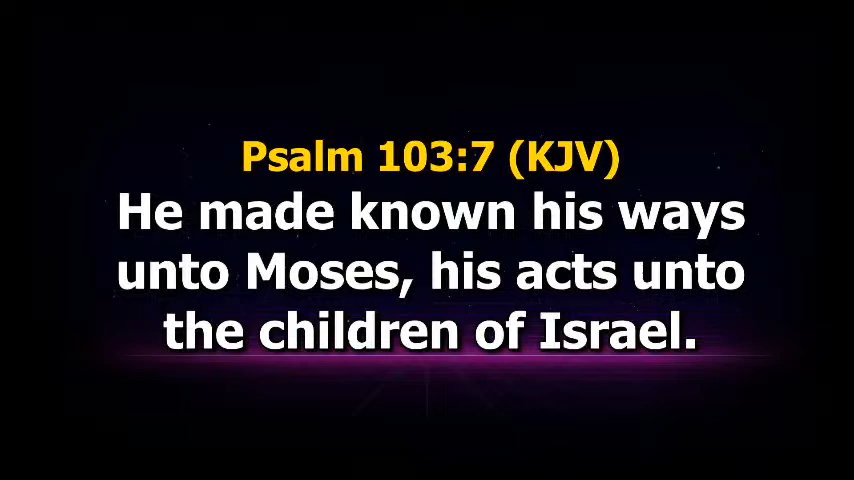 Psalm 103:7 (KJV)
He made known his ways
unto Moses, his acts unto
the children of Israel.